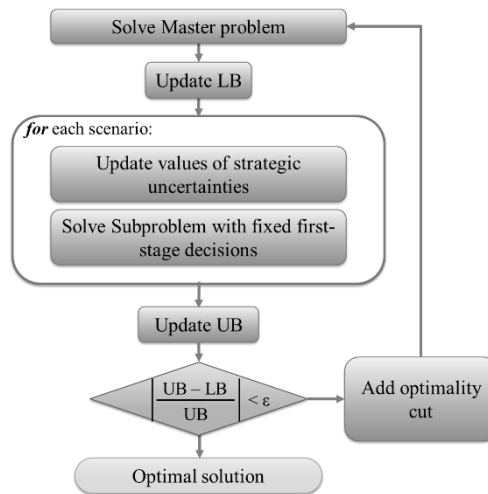 Solve Master problem
Update LB
for each scenario:
Update values of strategic
uncertainties
Solve Subproblem with fixed first-
stage decisions
Update UB
|UB − LB / UB| < ε
Add optimality
cut
Optimal solution